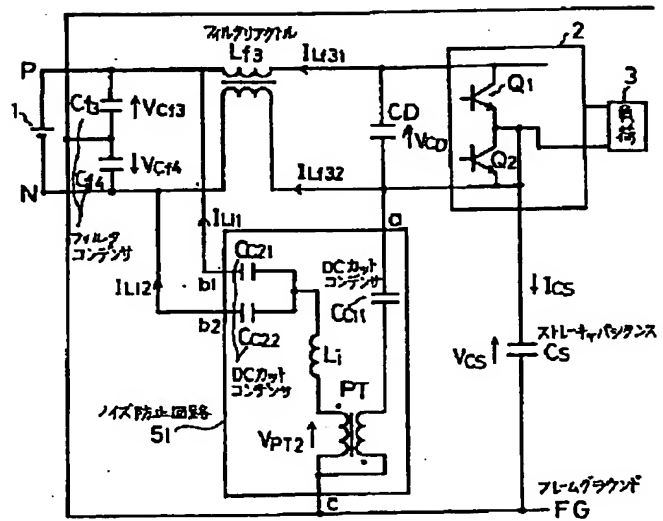 フィルタリアクトル
Lf3
ILf31
2
P
Q1
3
Cf3
VCf3
CD
負荷
1
VCD
VCf4
Q2
N
Cf4
ILf32
フィルタ
コンデンサ
ILi1
a
ILi2
b1
CC21
DCカット
コンデンサ
ICS
b2
CC11
ストレーキャパシタンス
CC22
Li
VCS
CS
DCカット
コンデンサ
PT
ノイズ防止回路
51
VPT2
C
フレームグラウンド
FG